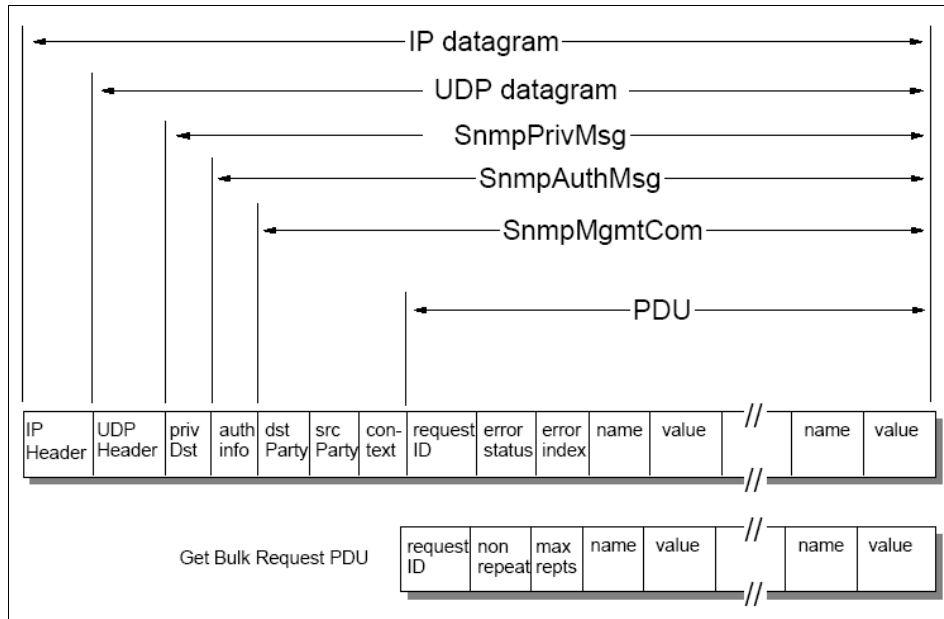 IP datagram
UDP datagram
SnmpPrivMsg
SnmpAuthMsg
SnmpMgmtCom
PDU
IP Header UDP Header priv Dst auth info dst Party src Party con-text request ID error status error index name value // name value
Get Bulk Request PDU request ID non repeat max repts name value // name value